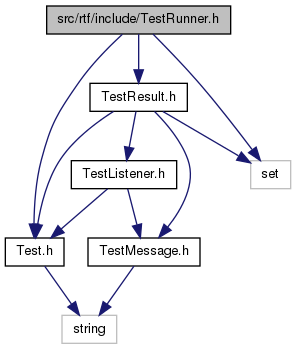 src/rtf/include/TestRunner.h
TestResult.h
TestListener.h
set
Test.h
TestMessage.h
string